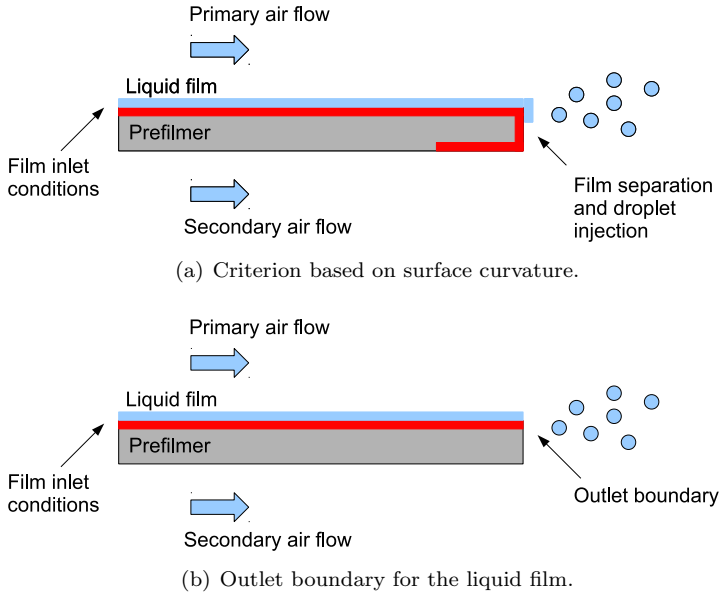 Primary air flow
Liquid film
Prefilmer
Film inlet
conditions
Film separation
and droplet
injection
Secondary air flow
(a) Criterion based on surface curvature.
Primary air flow
Liquid film
Prefilmer
Film inlet
conditions
Outlet boundary
Secondary air flow
(b) Outlet boundary for the liquid film.